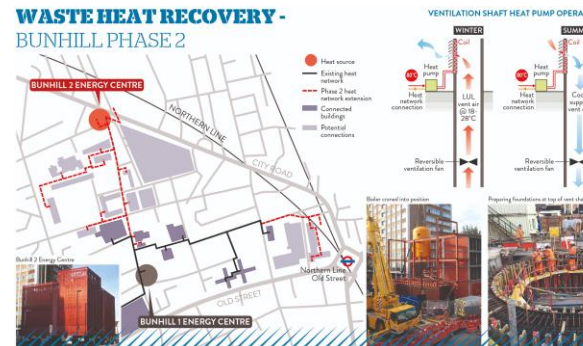 WASTE HEAT RECOVERY -
BUNHILL PHASE 2
BUNHILL 2 ENERGY CENTRE
NORTHERN LINE
CITY ROAD
Heat source
Existing heat
network
Phase 2 heat
network extension
Connected
buildings
Potential
connections
Northern Line
Old Street
OLD STREET
Bunhill 2 Energy Centre
BUNHILL 1 ENERGY CENTRE
VENTILATION SHAFT HEAT PUMP OPERA
WINTER
Coil
Heat
pump
80°C
Heat
network
connection
LUL
vent air
@ 18-
28°C
Reversible
ventilation fan
SUMM
Coil
Heat
pump
80°C
Heat
network
connection
Coo
supp
vent a
Reversible
ventilation fan
Boiler craned into position
Preparing foundations at top of vent sha